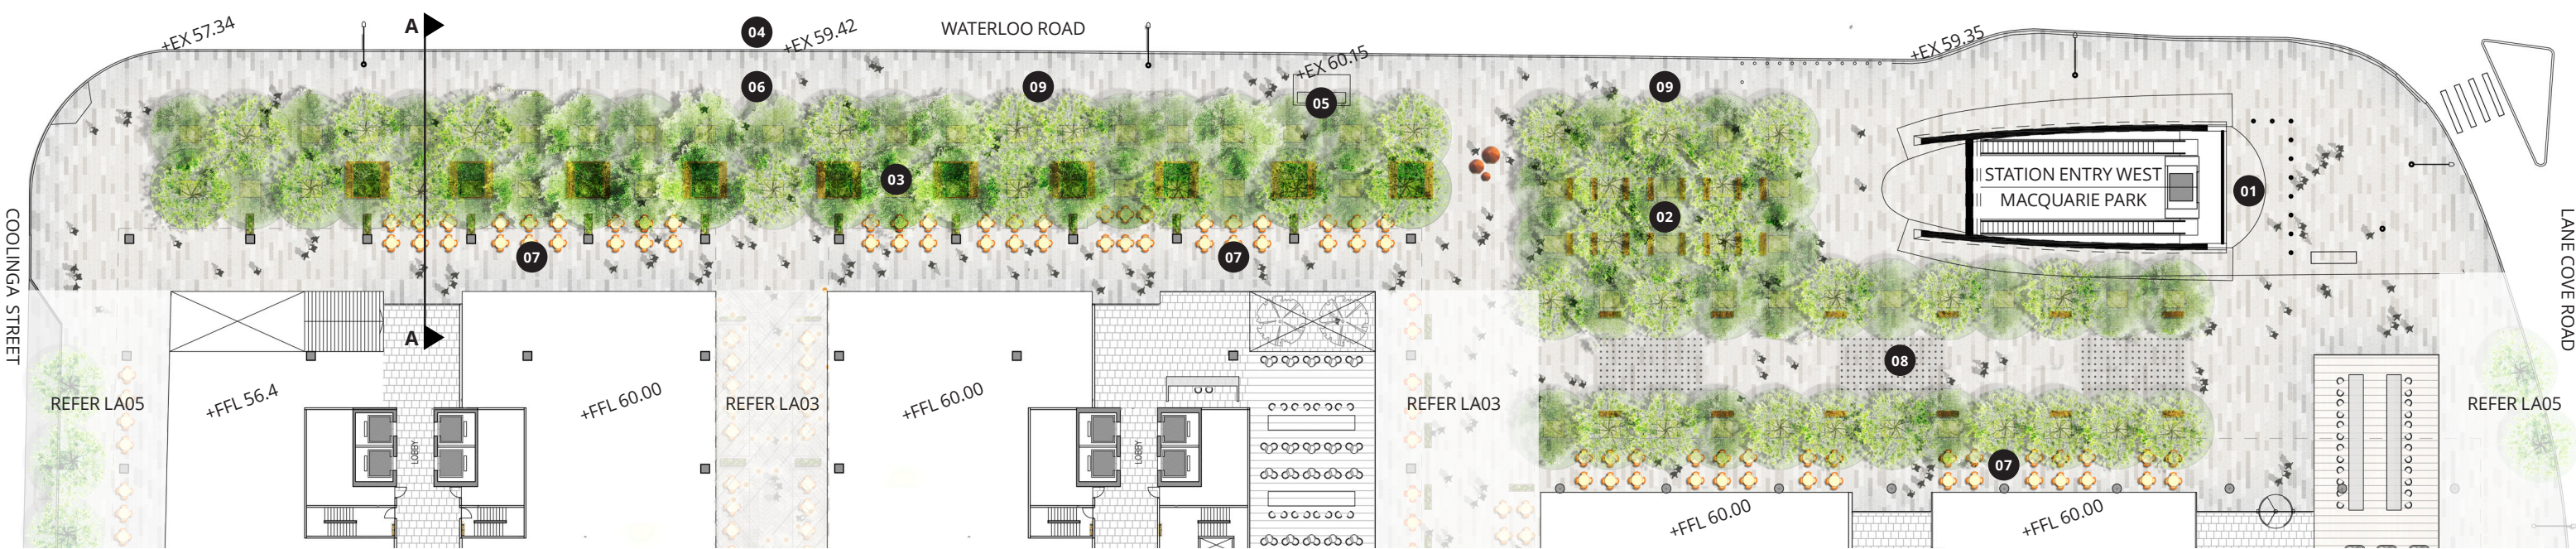 A
+EX 57.34
04
+EX 59.42
WATERLOO ROAD
+EX 60.15
+EX 59.35
06
09
05
09
03
02
STATION ENTRY WEST
MACQUARIE PARK
01
07
07
COOLINGA STREET
LANE COVE ROAD
A
08
REFER LA05
+FFL 56.4
+FFL 60.00
REFER LA03
+FFL 60.00
REFER LA03
REFER LA05
LOBBY
LOBBY
07
+FFL 60.00
+FFL 60.00